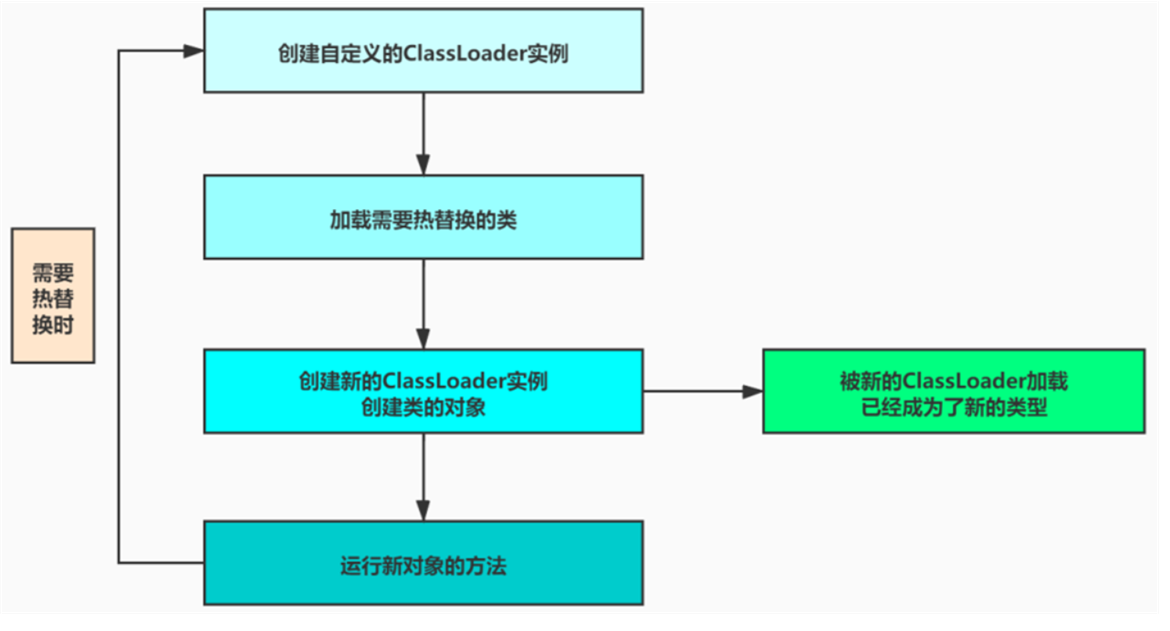 创建自定义的ClassLoader实例
加载需要热替换的类
需要
热替
换时
创建新的ClassLoader实例
创建类的对象
被新的ClassLoader加载
已经成为了新的类型
运行新对象的方法